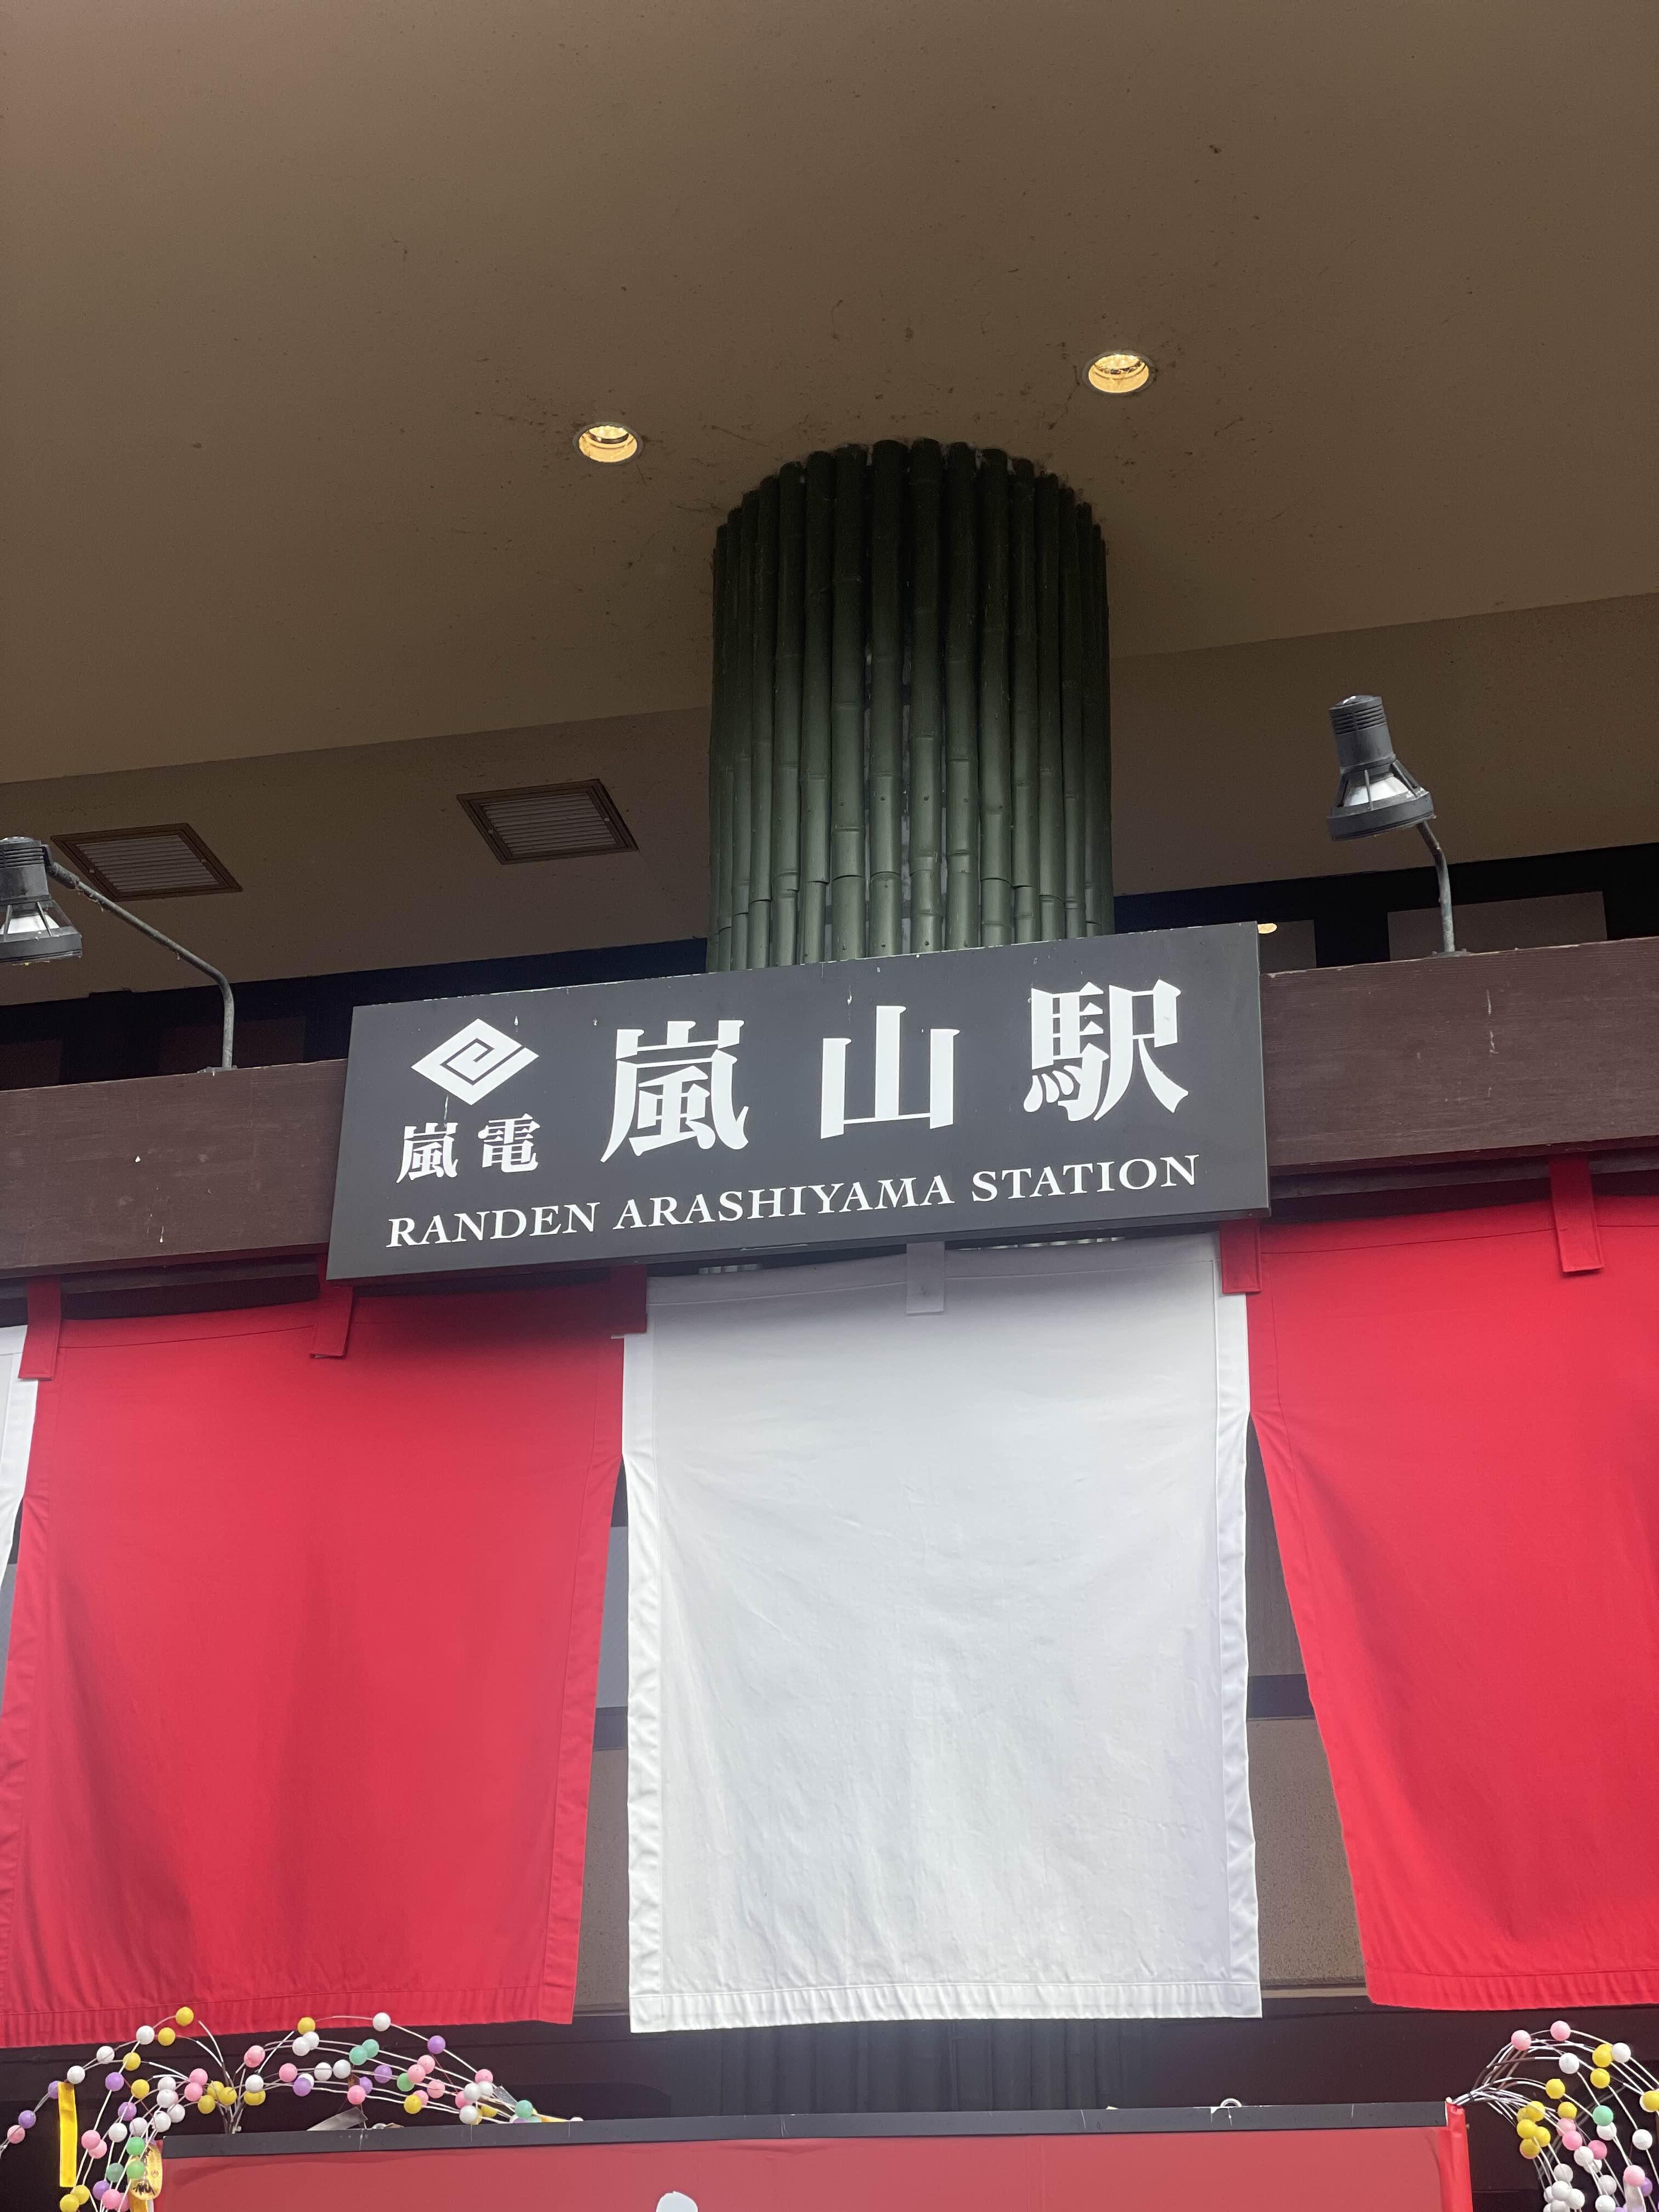 嵐電
嵐山駅
RANDEN ARASHIYAMA STATION